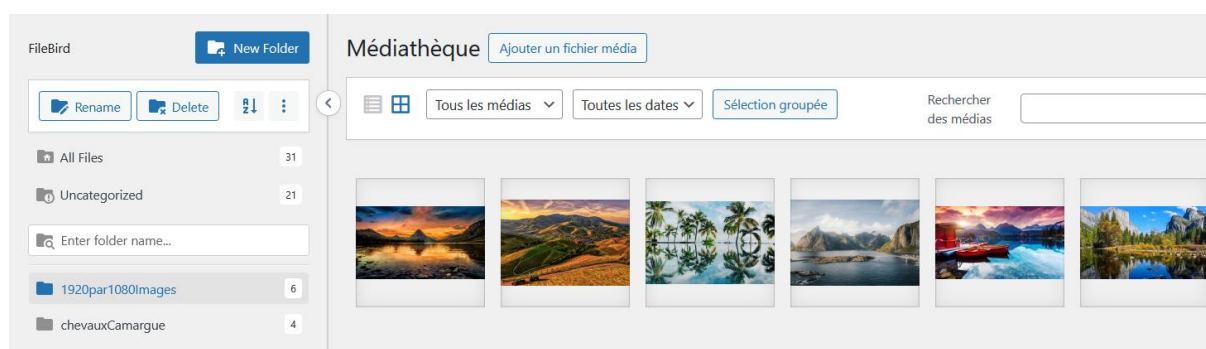 FileBird
New Folder
Rename
Delete
All Files 31
Uncategorized 21
Enter folder name...
1920par1080Images 6
chevauxCamargue 4
Médiathèque Ajouter un fichier média
Tous les médias Toutes les dates Sélection groupée Rechercher
des médias